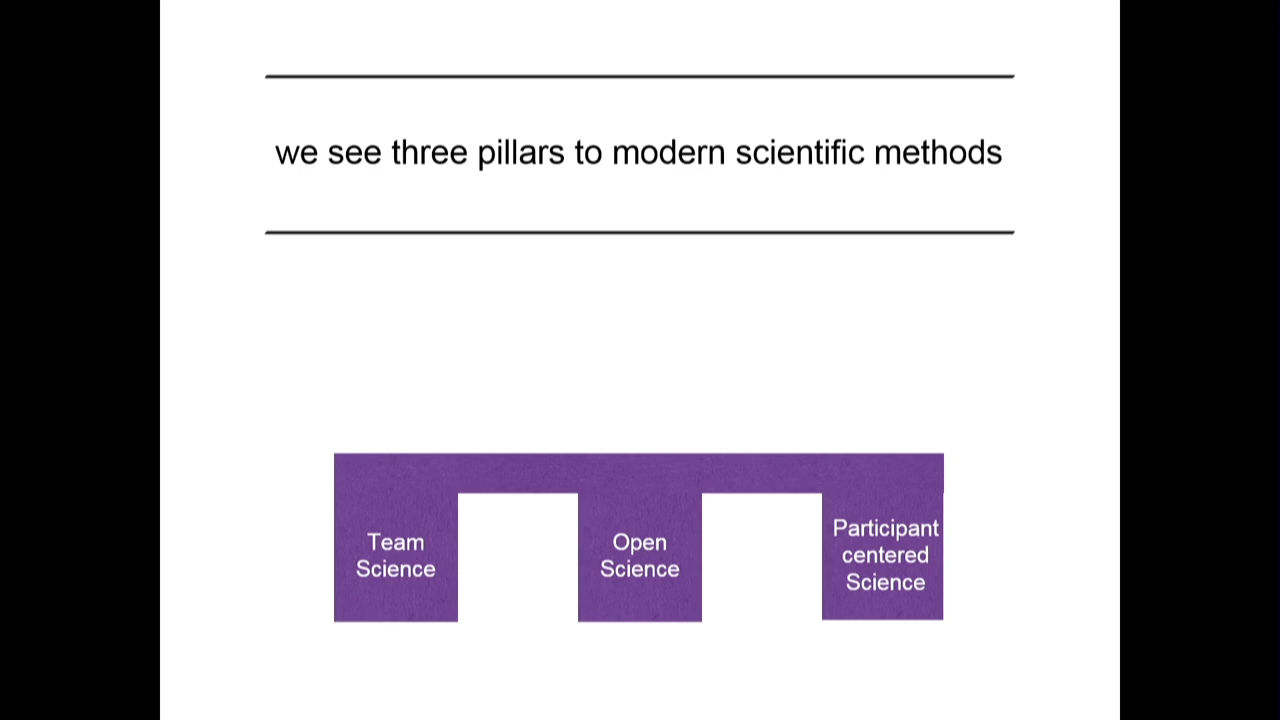 we see three pillars to modern scientific methods
Team
Science
Open
Science
Participant
centered
Science